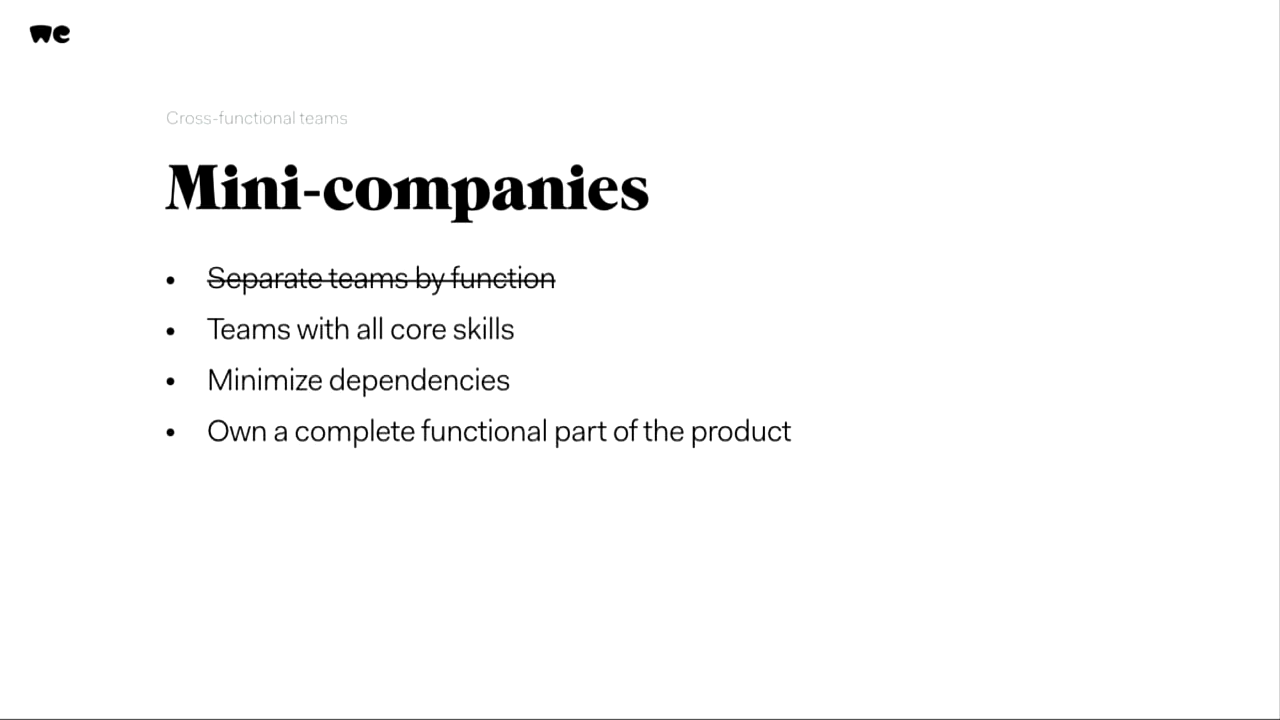 we
Cross-functional teams
Mini-companies
• Separate teams by function
• Teams with all core skills
• Minimize dependencies
• Own a complete functional part of the product